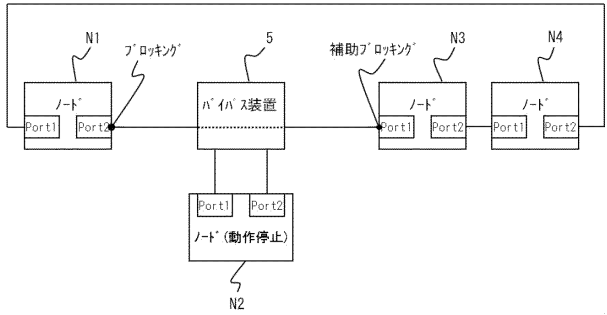 N1
ﾌﾞﾛｯｷﾝｸﾞ
5
補助ﾌﾞﾛｯｷﾝｸﾞ
N3
N4
ﾉｰﾄﾞ
ﾊﾞｲﾊﾟｽ装置
ﾉｰﾄﾞ
ﾉｰﾄﾞ
Port1
Port2
Port1
Port2
Port1
Port2
Port1
Port2
ﾉｰﾄﾞ(動作停止)
N2